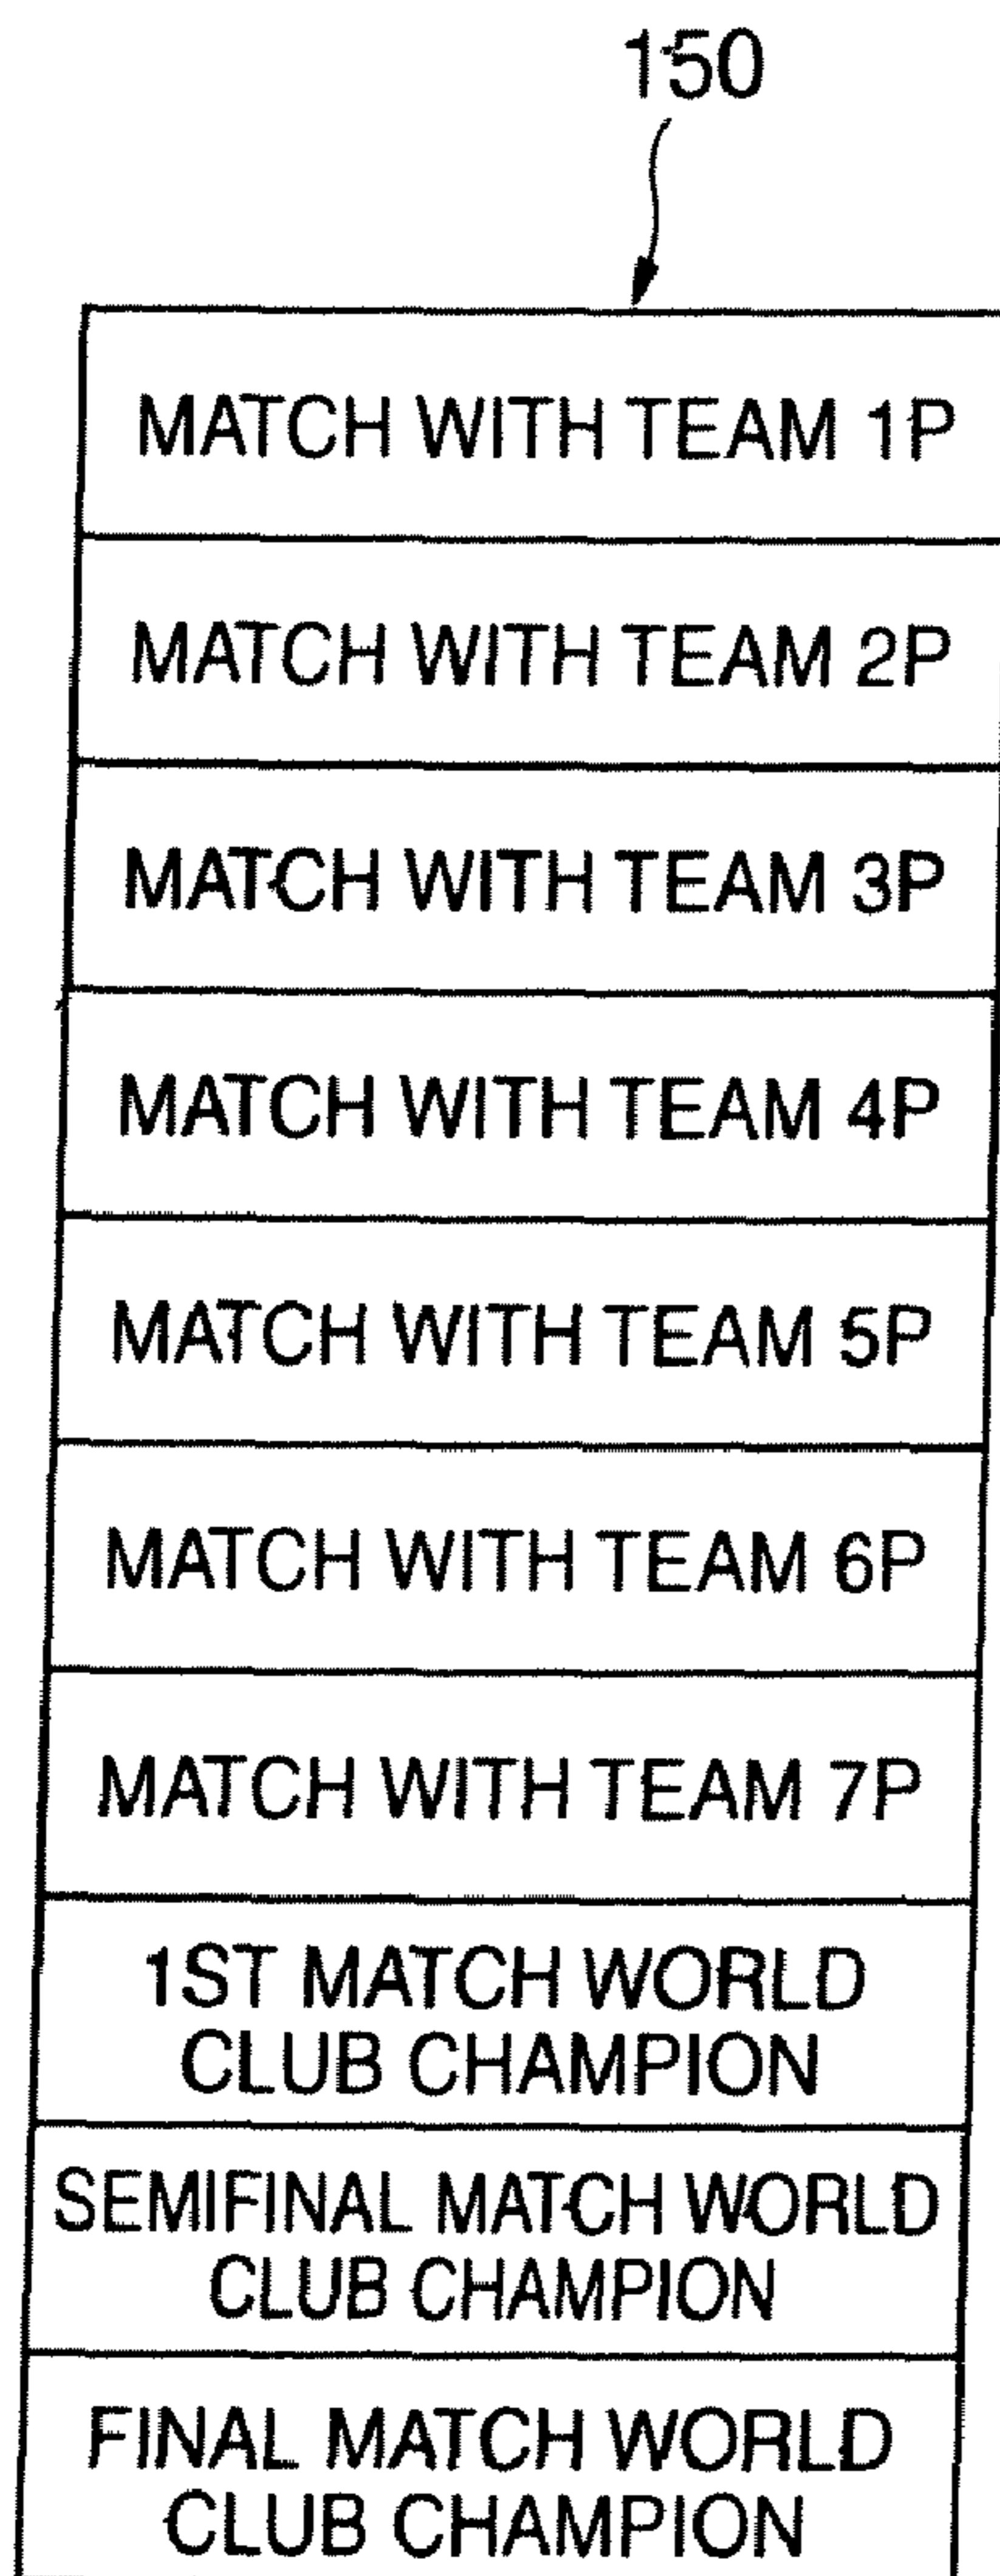 150
MATCH WITH TEAM 1P
MATCH WITH TEAM 2P
MATCH WITH TEAM 3P
MATCH WITH TEAM 4P
MATCH WITH TEAM 5P
MATCH WITH TEAM 6P
MATCH WITH TEAM 7P
1ST MATCH WORLD
CLUB CHAMPION
SEMIFINAL MATCH WORLD
CLUB CHAMPION
FINAL MATCH WORLD
CLUB CHAMPION